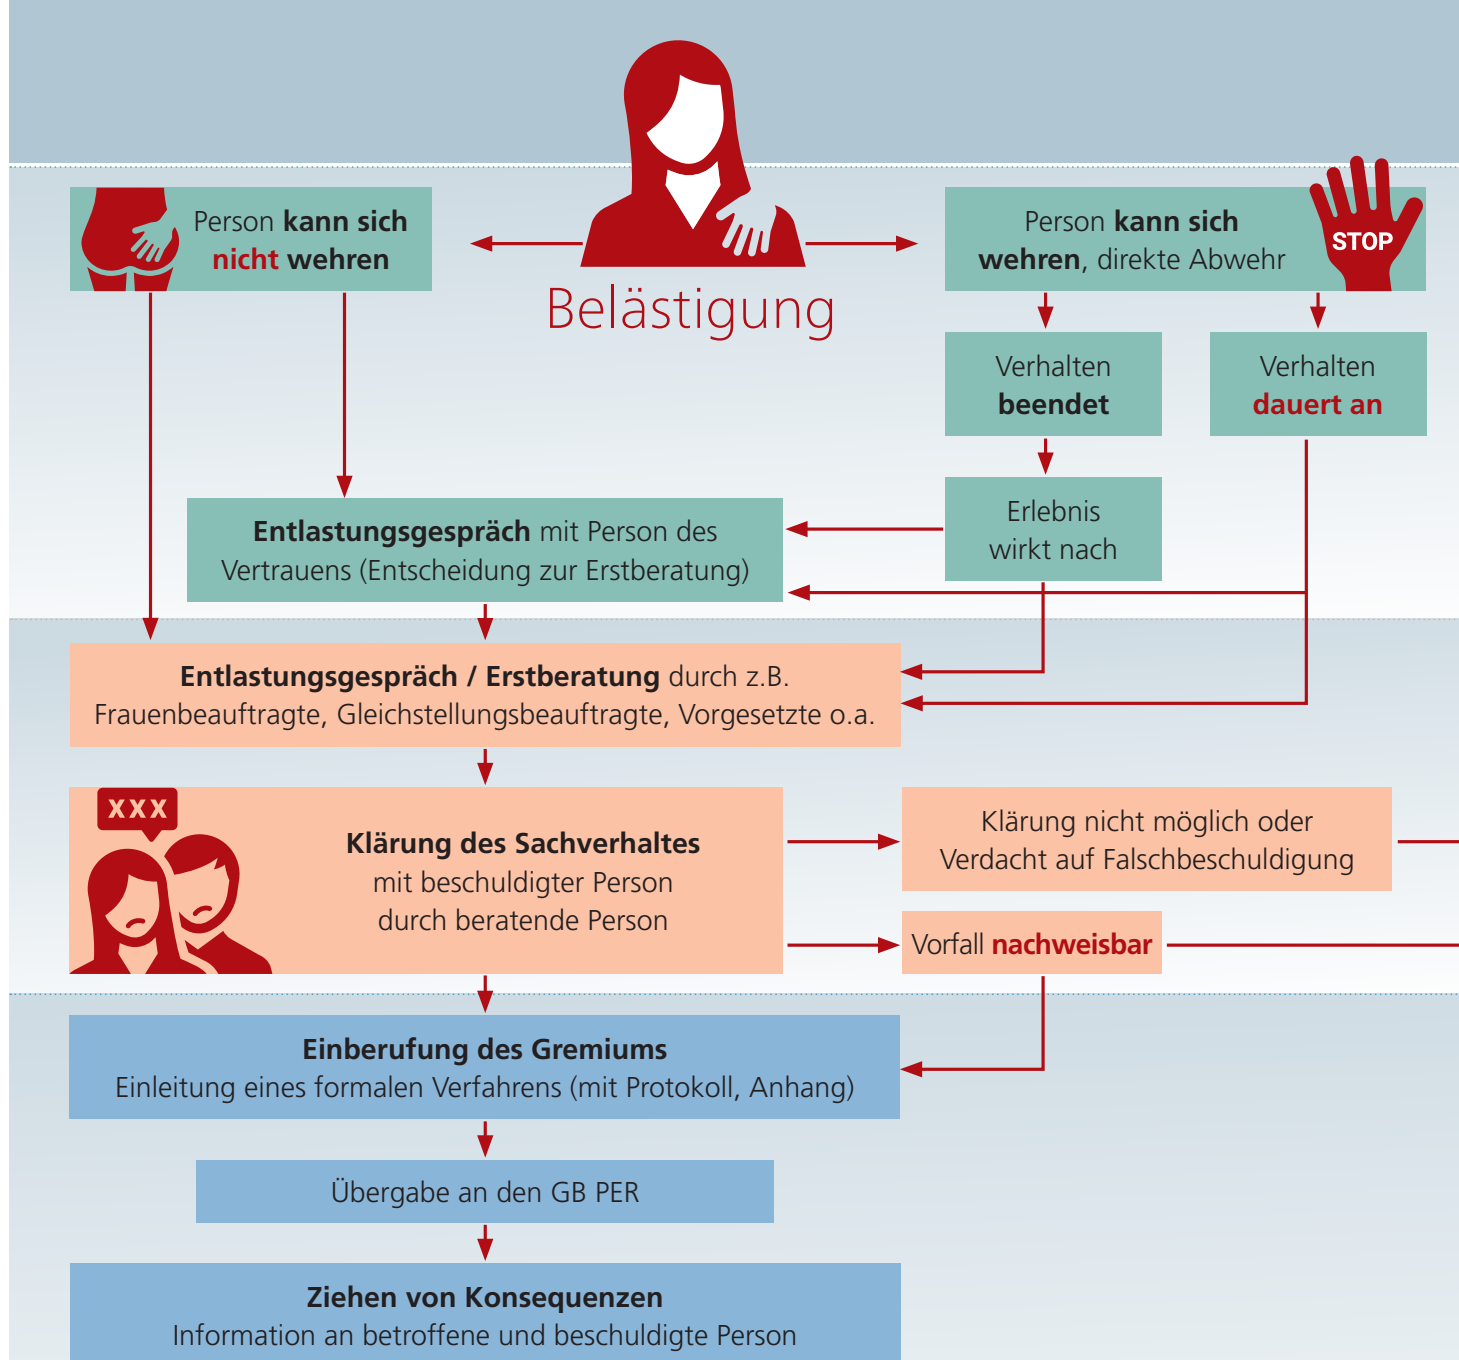 Person kann sich
nicht wehren
Belästigung
Person kann sich
wehren, direkte Abwehr
STOP
Verhalten
beendet
Verhalten
dauert an
Erlebnis
wirkt nach
Entlastungsgespräch mit Person des
Vertrauens (Entscheidung zur Erstberatung)
Entlastungsgespräch / Erstberatung durch z.B.
Frauenbeauftragte, Gleichstellungsbeauftragte, Vorgesetzte o.a.
XXX
Klärung des Sachverhaltes
mit beschuldigter Person
durch beratende Person
Klärung nicht möglich oder
Verdacht auf Falschbeschuldigung
Vorfall nachweisbar
Einberufung des Gremiums
Einleitung eines formalen Verfahrens (mit Protokoll, Anhang)
Übergabe an den GB PER
Ziehen von Konsequenzen
Information an betroffene und beschuldigte Person